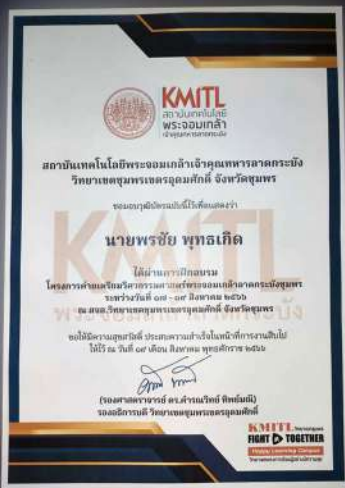 KMITL
สถาบันเทคโนโลยี
พระจอมเกล้า
เจ้าคุณทหารลาดกระบัง
สถาบันเทคโนโลยีพระจอมเกล้าเจ้าคุณทหารลาดกระบัง
วิทยาเขตชุมพรเขตรอุดมศักดิ์ จังหวัดชุมพร
ขอมอบวุฒิบัตรฉบับนี้ไว้เพื่อแสดงว่า
นายพรชัย พุทธเกิด
ได้ผ่านการฝึกอบรม
โครงการค่ายเตรียมวิศวกรรมศาสตร์พระจอมเกล้าลาดกระบังชุมพร
ระหว่างวันที่ ๑๗ - ๑๙ สิงหาคม ๒๕๖๖
ณ สจล.วิทยาเขตชุมพรเขตรอุดมศักดิ์ จังหวัดชุมพร
ขอให้มีความสุขสวัสดิ์ ประสบความสำเร็จในหน้าที่การงานสืบไป
ให้ไว้ ณ วันที่ ๑๙ เดือน สิงหาคม พุทธศักราช ๒๕๖๖
(รองศาสตราจารย์ ดร.คำรณวิทย์ ทิพย์มณี)
รองอธิการบดี วิทยาเขตชุมพรเขตรอุดมศักดิ์
KMITL
FIGHT TOGETHER
Happy Learning Campus